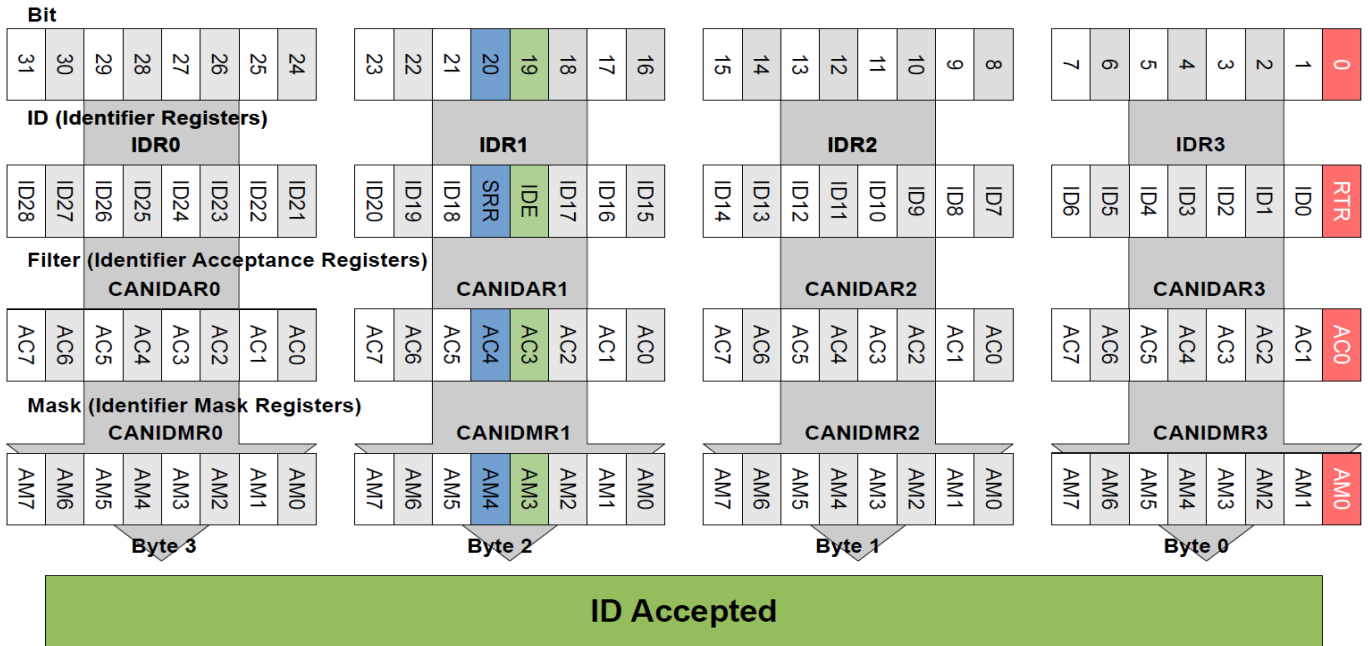 Bit
31 30 29 28 27 26 25 24 23 22 21 20 19 18 17 16 15 14 13 12 11 10 9 8 7 6 5 4 3 2 1 0
ID (Identifier Registers)
IDR0 IDR1 IDR2 IDR3
ID28 ID27 ID26 ID25 ID24 ID23 ID22 ID21 ID20 ID19 ID18 SRR IDE ID17 ID16 ID15 ID14 ID13 ID12 ID11 ID10 ID9 ID8 ID7 ID6 ID5 ID4 ID3 ID2 ID1 ID0 RTR
Filter (Identifier Acceptance Registers)
CANIDAR0 CANIDAR1 CANIDAR2 CANIDAR3
AC7 AC6 AC5 AC4 AC3 AC2 AC1 AC0 AC7 AC6 AC5 AC4 AC3 AC2 AC1 AC0 AC7 AC6 AC5 AC4 AC3 AC2 AC1 AC0 AC7 AC6 AC5 AC4 AC3 AC2 AC1 AC0
Mask (Identifier Mask Registers)
CANIDMR0 CANIDMR1 CANIDMR2 CANIDMR3
AM7 AM6 AM5 AM4 AM3 AM2 AM1 AM0 AM7 AM6 AM5 AM4 AM3 AM2 AM1 AM0 AM7 AM6 AM5 AM4 AM3 AM2 AM1 AM0 AM7 AM6 AM5 AM4 AM3 AM2 AM1 AM0
Byte 3 Byte 2 Byte 1 Byte 0
ID Accepted